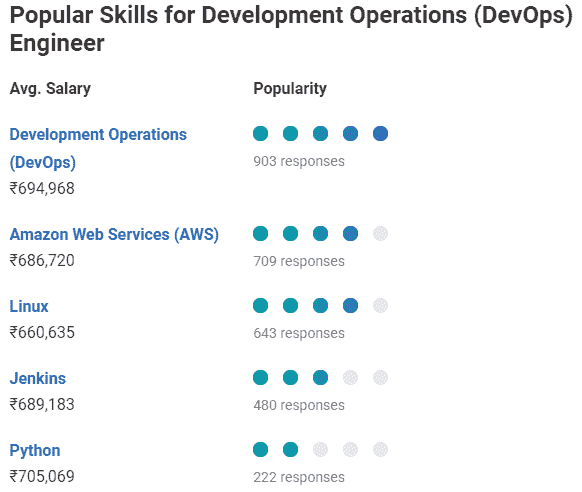 Popular Skills for Development Operations (DevOps)
Engineer
Avg. Salary Popularity
Development Operations
(DevOps)
903 responses
₹694,968
Amazon Web Services (AWS)
₹686,720
709 responses
Linux
₹660,635
643 responses
Jenkins
₹689,183
480 responses
Python
₹705,069
222 responses